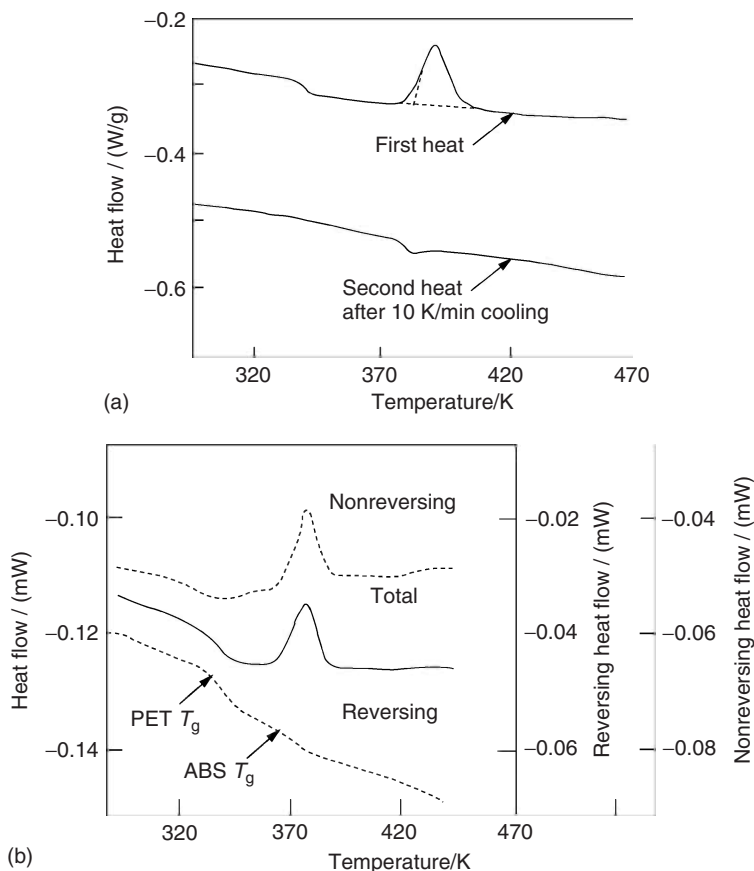 −0.2
−0.4
−0.6
Heat flow / (W/g)
First heat
Second heat
after 10 K/min cooling
320
370
420
470
Temperature/K
(a)
−0.10
−0.12
−0.14
Heat flow / (mW)
Nonreversing
Total
Reversing
PET Tg
ABS Tg
−0.02
−0.04
−0.06
Reversing heat flow / (mW)
−0.04
−0.06
−0.08
Nonreversing heat flow / (mW)
320
370
420
470
Temperature/K
(b)